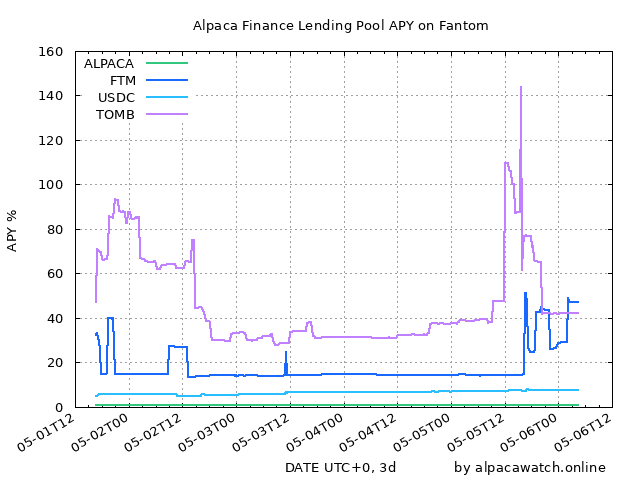 Alpaca Finance Lending Pool APY on Fantom
160
140
120
100
80
60
40
20
0
APY %
ALPACA
FTM
USDC
TOMB
05-01T12
05-02T00
05-02T12
05-03T00
05-03T12
05-04T00
05-04T12
05-05T00
05-05T12
05-06T00
05-06T12
DATE UTC+0, 3d
by alpacawatch.online